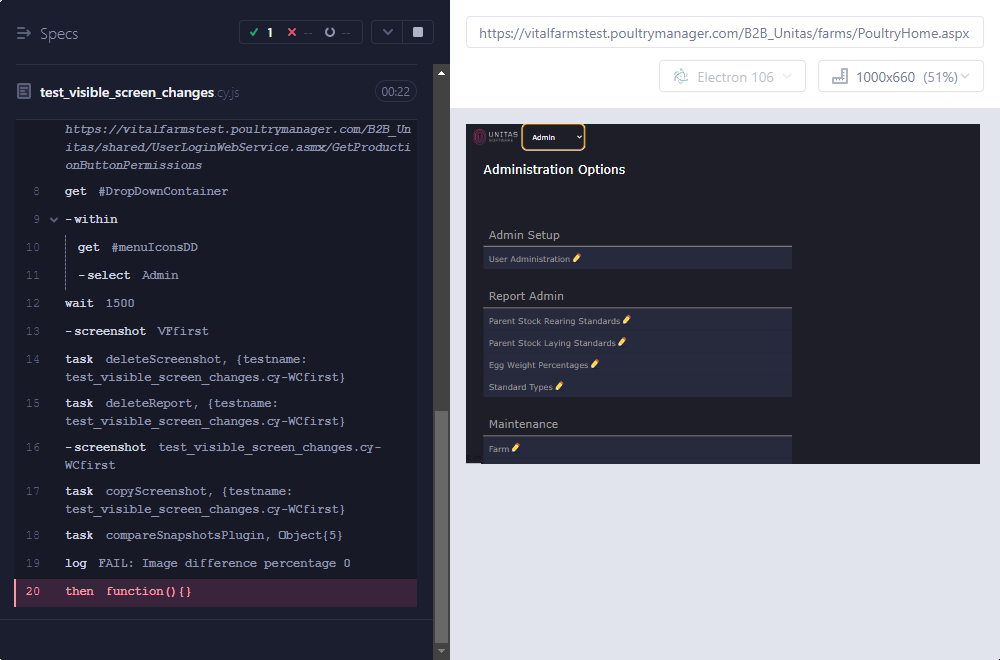 Specs
1
--
--
test_visible_screen_changes.cy.js
00:22
https://vitalfarmstest.poultrymanager.com/B2B_Un
itas/shared/UserLoginWebService.asmx/GetProducti
onButtonPermissions
8 get #DropDownContainer
9 -within
10 get #menuIconsDD
11 -select Admin
12 wait 1500
13 -screenshot VFfirst
14 task deleteScreenshot, {testname:
test_visible_screen_changes.cy-WCfirst}
15 task deleteReport, {testname:
test_visible_screen_changes.cy-WCfirst}
16 -screenshot test_visible_screen_changes.cy-
WCfirst
17 task copyScreenshot, {testname:
test_visible_screen_changes.cy-WCfirst}
18 task compareSnapshotsPlugin, Object{5}
19 log FAIL: Image difference percentage 0
20 then function(){}
https://vitalfarmstest.poultrymanager.com/B2B_Unitas/farms/PoultryHome.aspx
Electron 106
1000x660 (51%)
UNITAS
SOFTWARE
Admin
Administration Options
Admin Setup
User Administration
Report Admin
Parent Stock Rearing Standards
Parent Stock Laying Standards
Egg Weight Percentages
Standard Types
Maintenance
Farm